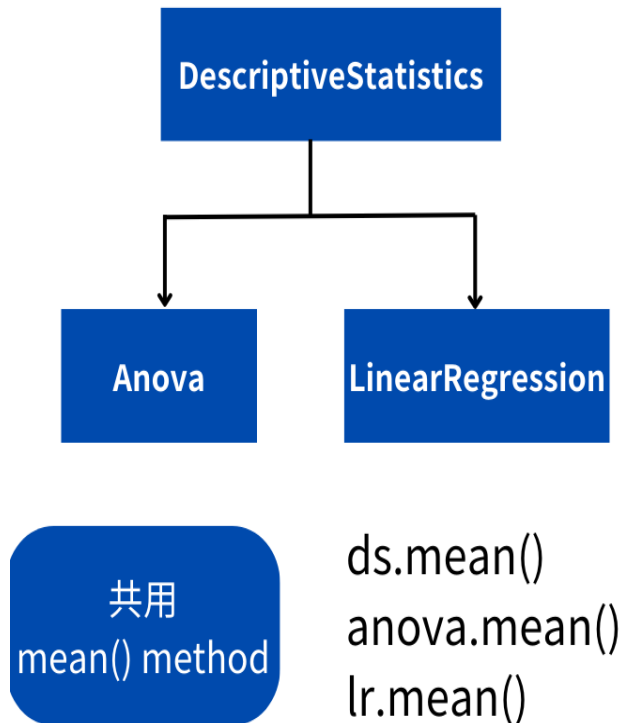 DescriptiveStatistics
Anova
LinearRegression
共用
mean() method
ds.mean()
anova.mean()
lr.mean()